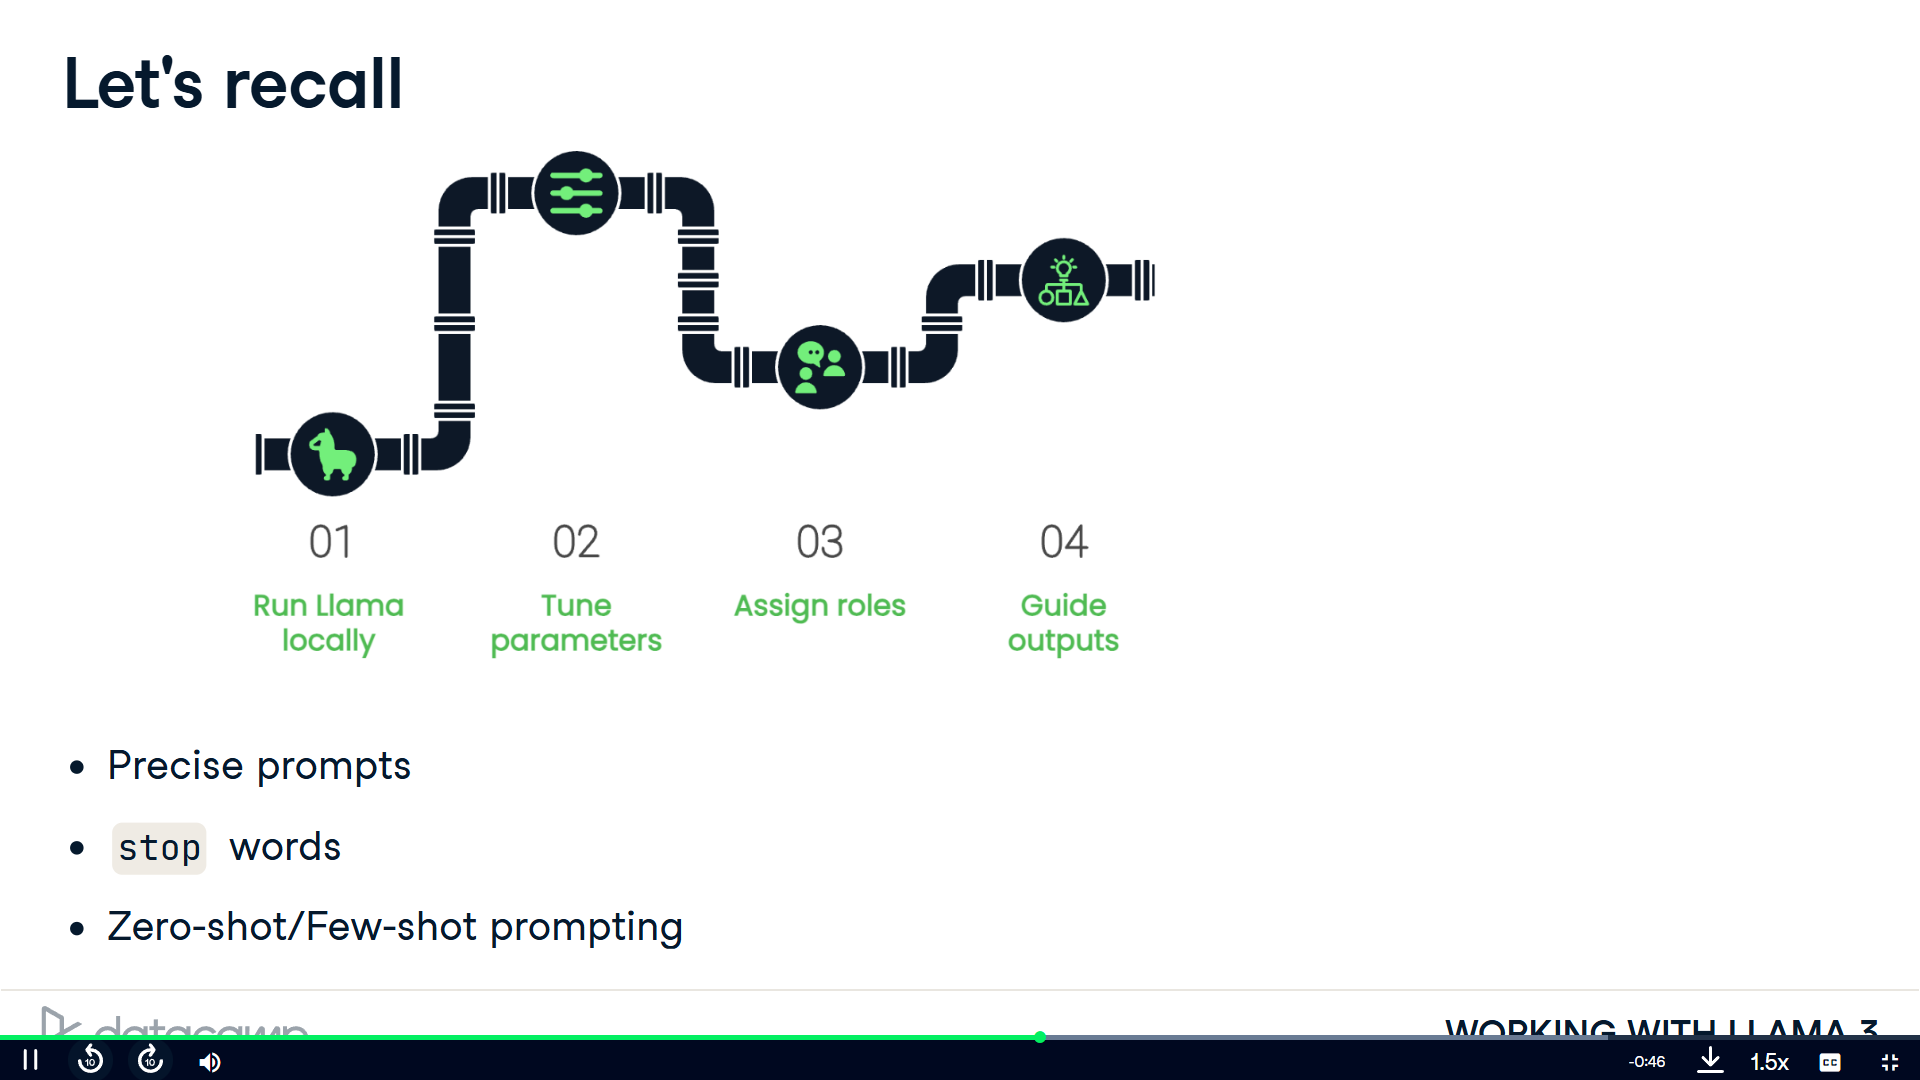 Let's recall
01
02
03
04
Run Llama
locally
Tune
parameters
Assign roles
Guide
outputs
Precise prompts
stop words
Zero-shot/Few-shot prompting
datacamp
WORKING WITH LLAMA 3
10
10
-0:46
1.5x
CC